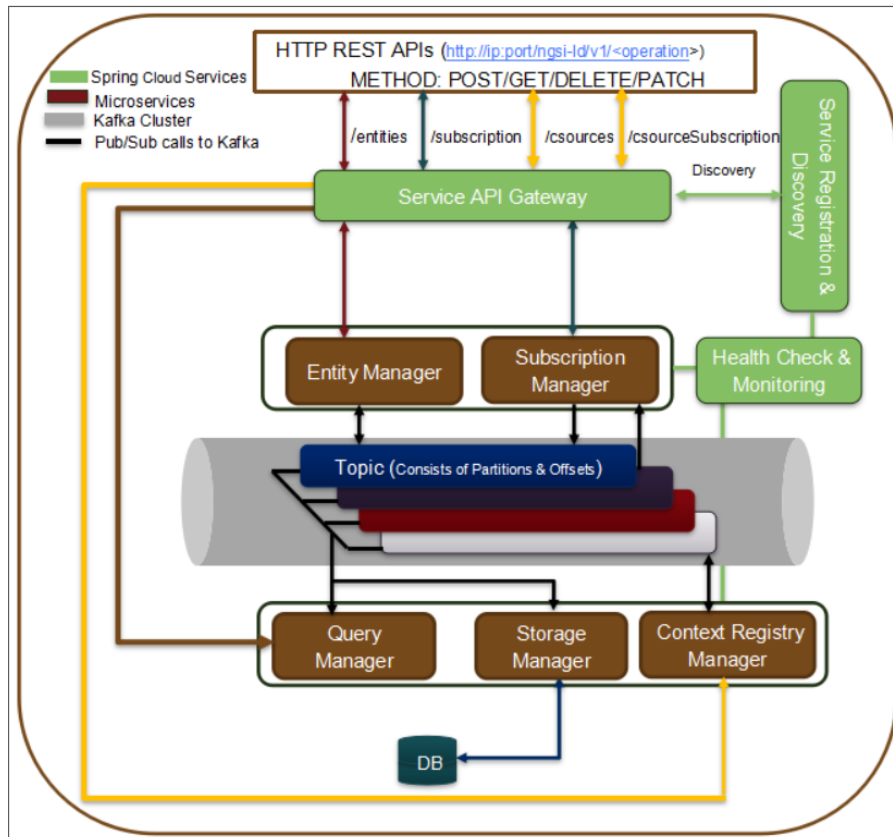 HTTP REST APIs (http://ip:port/ngsi-ld/v1/<operation>)
METHOD: POST/GET/DELETE/PATCH
Spring Cloud Services
Microservices
Kafka Cluster
Pub/Sub calls to Kafka
/entities
/subscription
/csources
/csourceSubscription
Service Registration &
Discovery
Discovery
Service API Gateway
Entity Manager
Subscription
Manager
Health Check &
Monitoring
Topic (Consists of Partitions & Offsets)
Query
Manager
Storage
Manager
Context Registry
Manager
DB